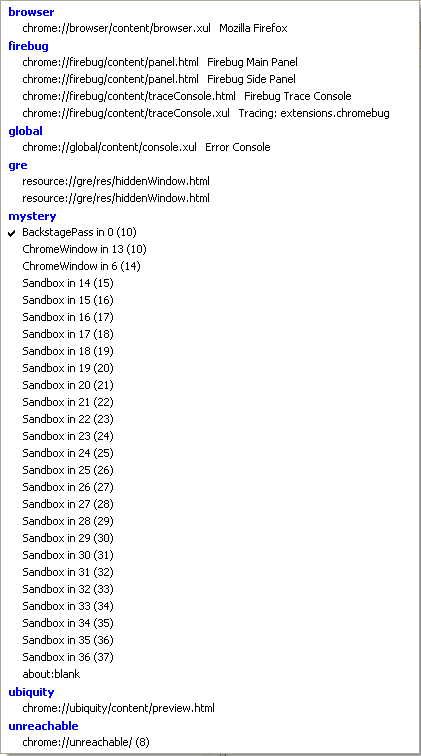 browser
chrome://browser/content/browser.xul Mozilla Firefox
firebug
chrome://firebug/content/panel.html Firebug Main Panel
chrome://firebug/content/panel.html Firebug Side Panel
chrome://firebug/content/traceConsole.html Firebug Trace Console
chrome://firebug/content/traceConsole.xul Tracing: extensions.chromebug
global
chrome://global/content/console.xul Error Console
gre
resource://gre/res/hiddenWindow.html
resource://gre/res/hiddenWindow.html
mystery
BackstagePass in 0 (10)
ChromeWindow in 13 (10)
ChromeWindow in 6 (14)
Sandbox in 14 (15)
Sandbox in 15 (16)
Sandbox in 16 (17)
Sandbox in 17 (18)
Sandbox in 18 (19)
Sandbox in 19 (20)
Sandbox in 20 (21)
Sandbox in 21 (22)
Sandbox in 22 (23)
Sandbox in 23 (24)
Sandbox in 24 (25)
Sandbox in 25 (26)
Sandbox in 26 (27)
Sandbox in 27 (28)
Sandbox in 28 (29)
Sandbox in 29 (30)
Sandbox in 30 (31)
Sandbox in 31 (32)
Sandbox in 32 (33)
Sandbox in 33 (34)
Sandbox in 34 (35)
Sandbox in 35 (36)
Sandbox in 36 (37)
about:blank
ubiquity
chrome://ubiquity/content/preview.html
unreachable
chrome://unreachable/ (8)